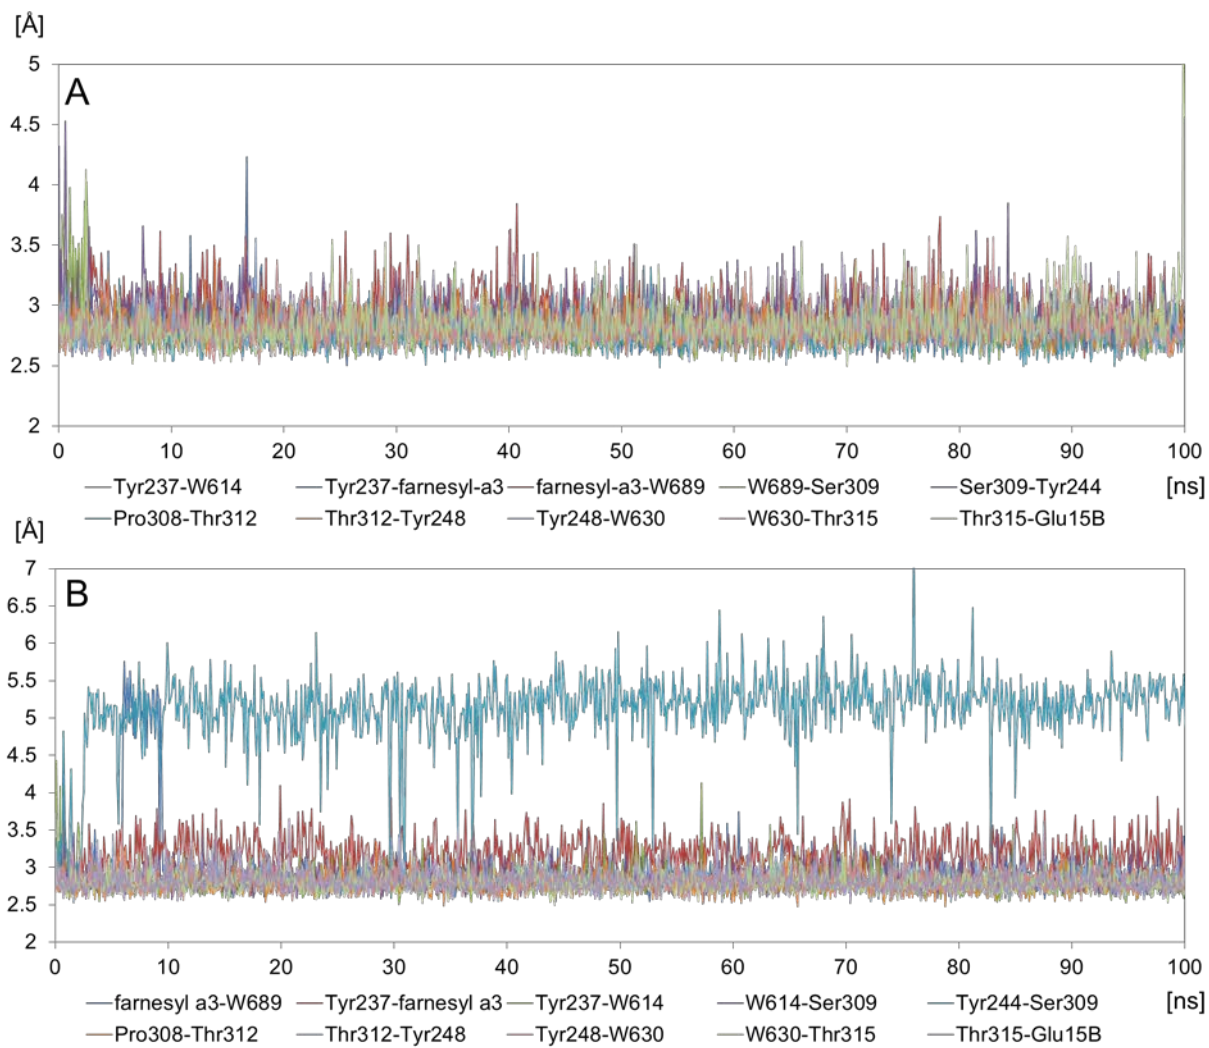 [Å]
A
5
4.5
4
3.5
3
2.5
2
0 10 20 30 40 50 60 70 80 90 100
Tyr237-W614 Tyr237-farnesyl-a3 farnesyl-a3-W689 W689-Ser309 Ser309-Tyr244 [ns]
Pro308-Thr312 Thr312-Tyr248 Tyr248-W630 W630-Thr315 Thr315-Glu15B
[Å]
B
7
6.5
6
5.5
5
4.5
4
3.5
3
2.5
2
0 10 20 30 40 50 60 70 80 90 100
farnesyl a3-W689 Tyr237-farnesyl a3 Tyr237-W614 W614-Ser309 Tyr244-Ser309 [ns]
Pro308-Thr312 Thr312-Tyr248 Tyr248-W630 W630-Thr315 Thr315-Glu15B